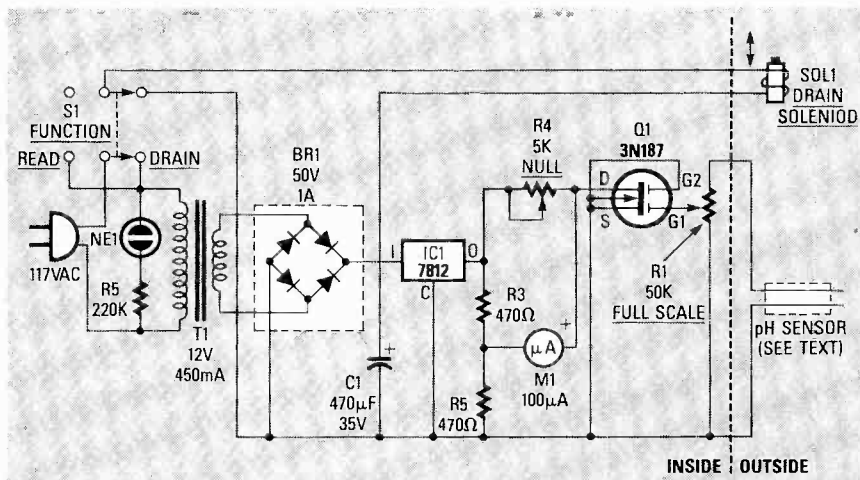 S1
FUNCTION
READ
DRAIN
117VAC
NE1
R5
220K
T1
12V
450mA
BR1
50V
1A
C1
470µF
35V
I
IC1
7812
O
C
R3
470Ω
R5
470Ω
+
R4
5K
NULL
µA
+
M1
100µA
Q1
3N187
D
S
G2
G1
R1
50K
FULL SCALE
SOL1
DRAIN
SOLENIOD
pH SENSOR
(SEE TEXT)
INSIDE
OUTSIDE